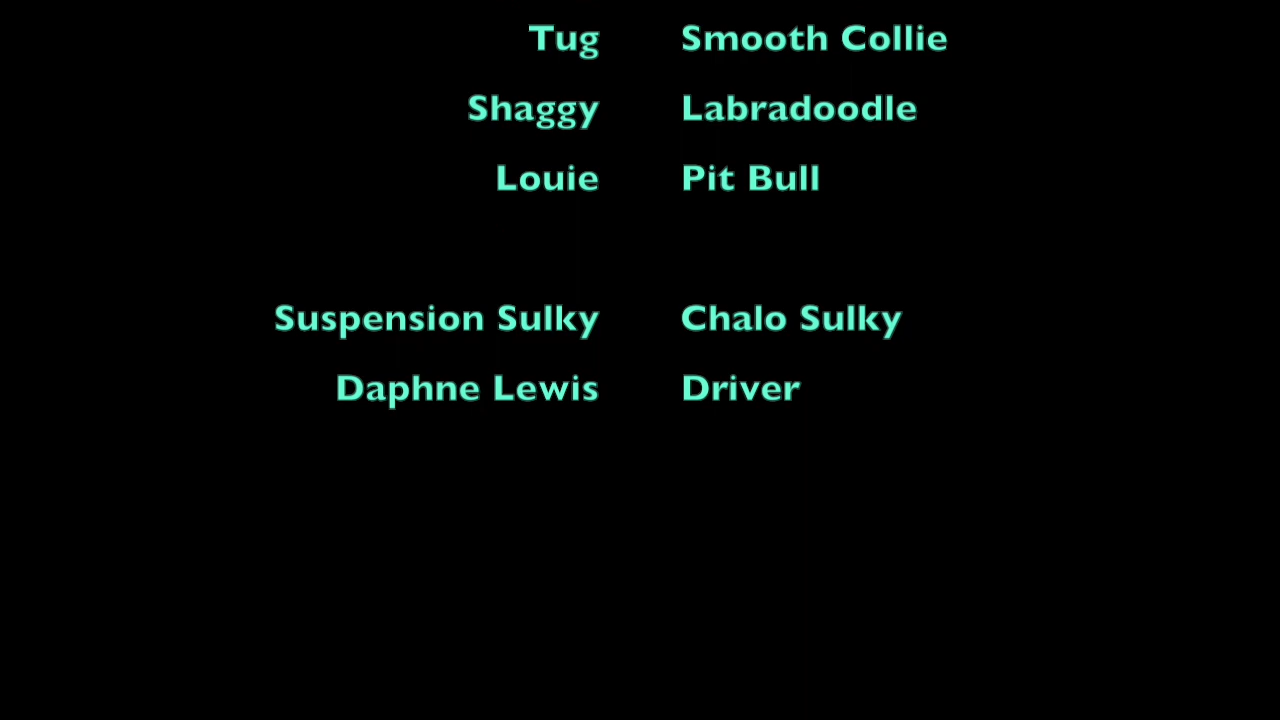 Tug Smooth Collie
Shaggy Labradoodle
Louie Pit Bull
Suspension Sulky Chalo Sulky
Daphne Lewis Driver